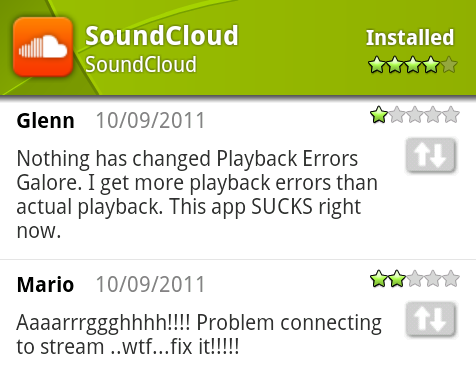 SoundCloud
Installed
SoundCloud
Glenn 10/09/2011
Nothing has changed Playback Errors
Galore. I get more playback errors than
actual playback. This app SUCKS right
now.
Mario 10/09/2011
Aaaarrrggghhhh!!!! Problem connecting
to stream ..wtf...fix it!!!!!